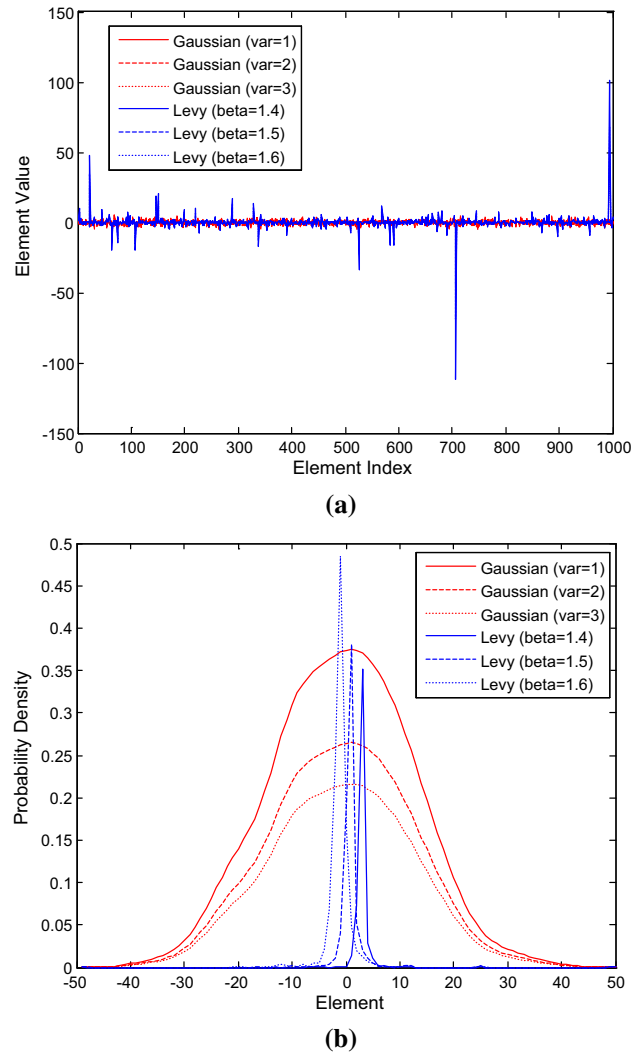 150
100
50
0
-50
-100
-150
Element Value
Gaussian (var=1)
Gaussian (var=2)
Gaussian (var=3)
Levy (beta=1.4)
Levy (beta=1.5)
Levy (beta=1.6)
0 100 200 300 400 500 600 700 800 900 1000
Element Index
(a)
0.5
0.45
0.4
0.35
0.3
0.25
0.2
0.15
0.1
0.05
0
Probability Density
Gaussian (var=1)
Gaussian (var=2)
Gaussian (var=3)
Levy (beta=1.4)
Levy (beta=1.5)
Levy (beta=1.6)
-50 -40 -30 -20 -10 0 10 20 30 40 50
Element
(b)